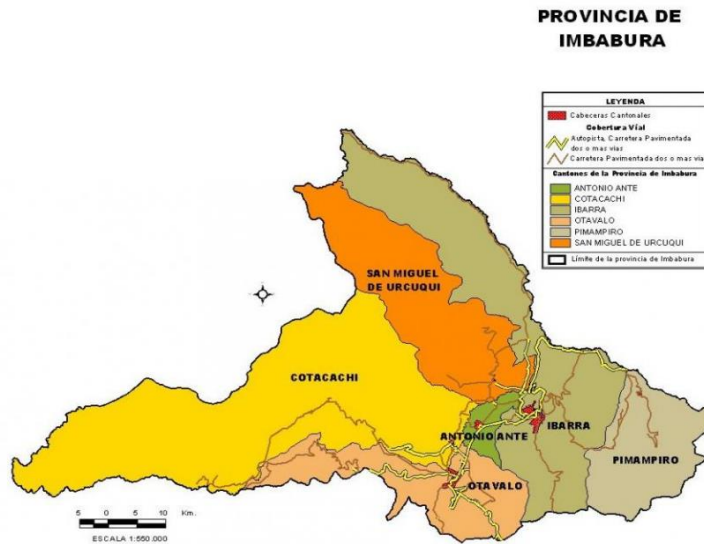 PROVINCIA DE
IMBABURA
LEYENDA
Cabeceras Cantonales
Cobertura Vial
Autopista, Carretera Pavimentada
dos o mas vias
Carretera Pavimentada dos o mas via
Cantones de la Provincia de Imbabura
ANTONIO ANTE
COTACACHI
IBARRA
OTAVALO
PIMAMPIRO
SAN MIGUEL DE URCUQUI
Límite de la provincia de Imbabura
SAN MIGUEL
DE URCUQUI
COTACACHI
ANTONIO ANTE
IBARRA
PIMAMPIRO
OTAVALO
5 0 5 10 Km.
ESCALA 1:550.000